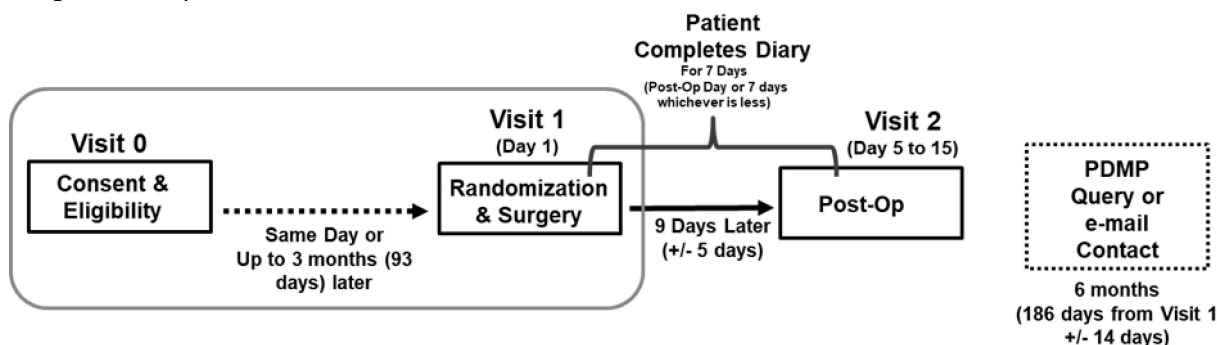 Patient
Completes Diary
For 7 Days
(Post-Op Day or 7 days
whichever is less)
Visit 0
Consent &
Eligibility
Same Day or
Up to 3 months (93
days) later
Visit 1
(Day 1)
Randomization
& Surgery
9 Days Later
(+/- 5 days)
Visit 2
(Day 5 to 15)
Post-Op
PDMP
Query or
e-mail
Contact
6 months
(186 days from Visit 1
+/- 14 days)